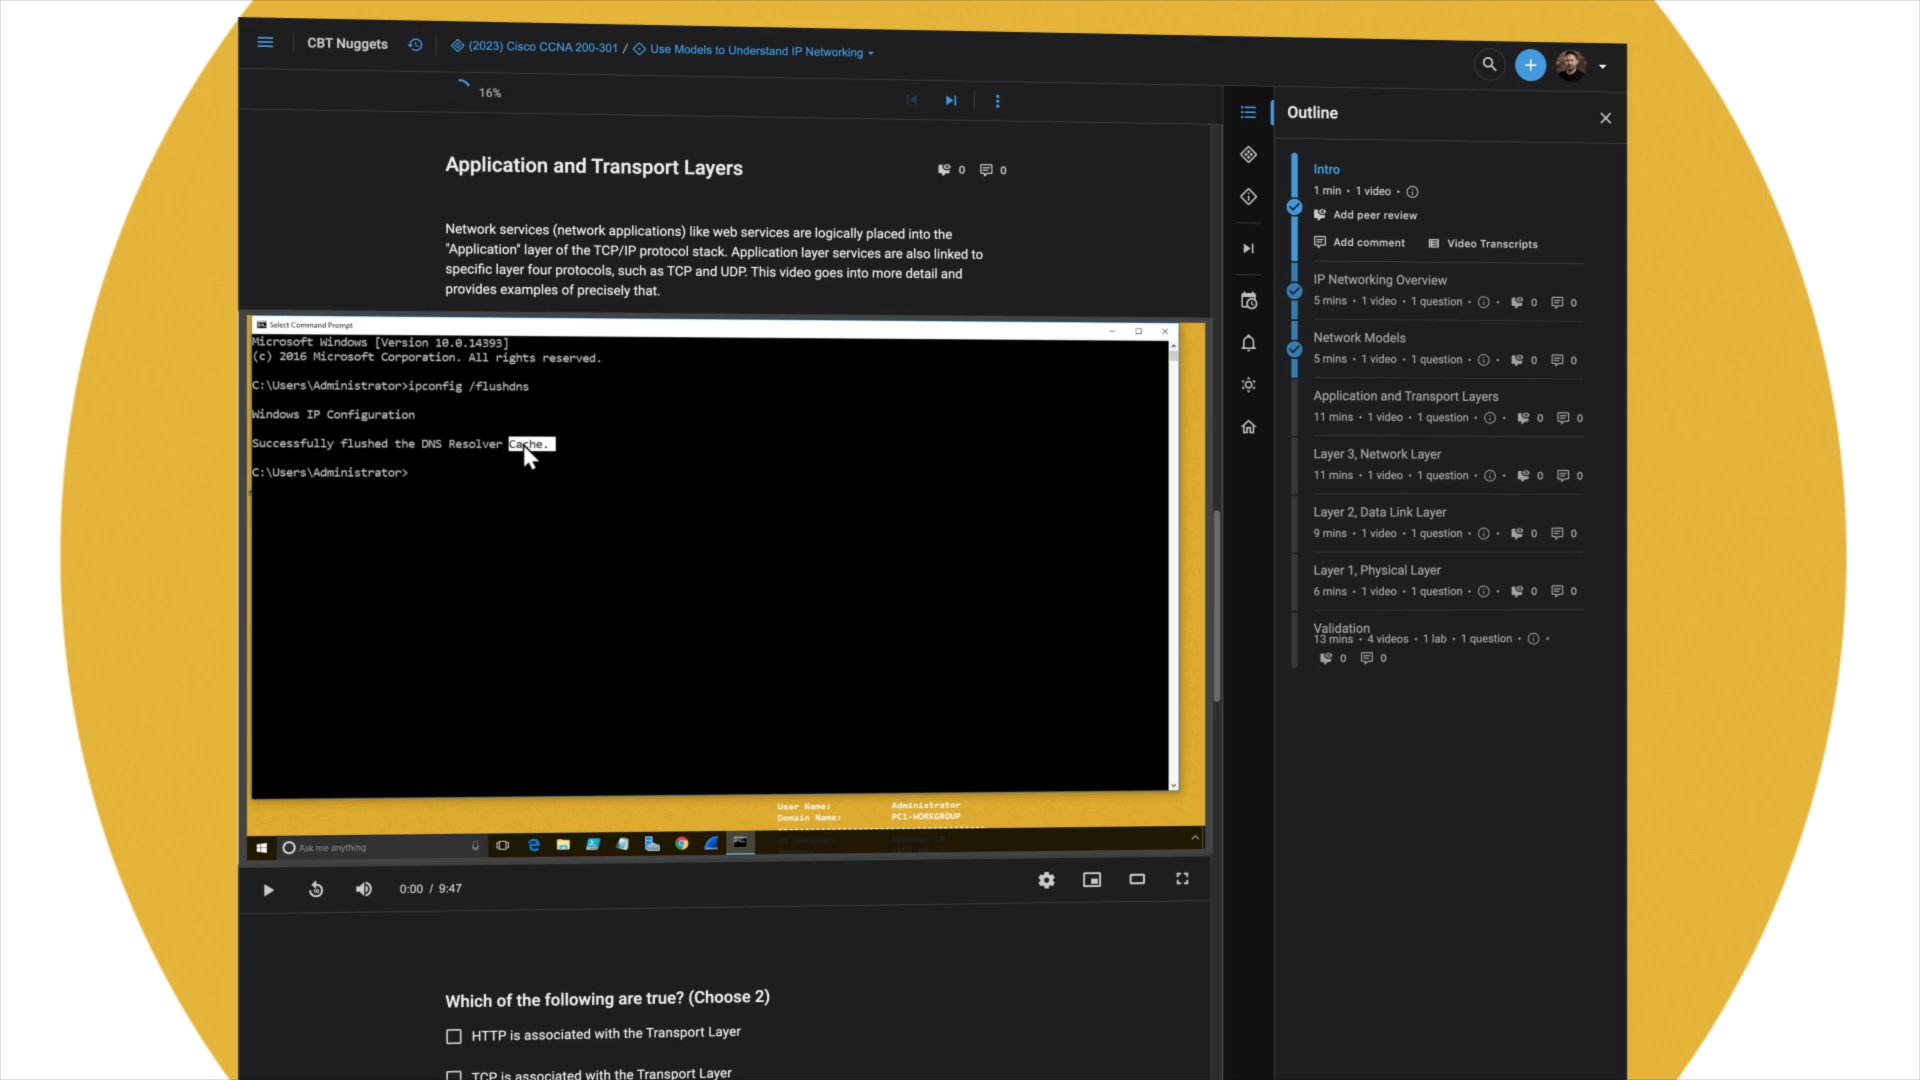 CBT Nuggets
(2023) Cisco CCNA 200-301 / Use Models to Understand IP Networking
16%
Application and Transport Layers
0 0
Network services (network applications) like web services are logically placed into the
"Application" layer of the TCP/IP protocol stack. Application layer services are also linked to
specific layer four protocols, such as TCP and UDP. This video goes into more detail and
provides examples of precisely that.
Select Command Prompt
Microsoft Windows [Version 10.0.14393]
(c) 2016 Microsoft Corporation. All rights reserved.
C:\Users\Administrator>ipconfig /flushdns
Windows IP Configuration
Successfully flushed the DNS Resolver Cache.
C:\Users\Administrator>
User Name: Administrator
Domain Name: PC1-WORKGROUP
Ask me anything
0:00 / 9:47
Which of the following are true? (Choose 2)
HTTP is associated with the Transport Layer
TCP is associated with the Transport Layer
Outline
Intro
1 min • 1 video •
Add peer review
Add comment Video Transcripts
IP Networking Overview
5 mins • 1 video • 1 question • • 0 0
Network Models
5 mins • 1 video • 1 question • • 0 0
Application and Transport Layers
11 mins • 1 video • 1 question • • 0 0
Layer 3, Network Layer
11 mins • 1 video • 1 question • • 0 0
Layer 2, Data Link Layer
9 mins • 1 video • 1 question • • 0 0
Layer 1, Physical Layer
6 mins • 1 video • 1 question • • 0 0
Validation
13 mins • 4 videos • 1 lab • 1 question • •
0 0